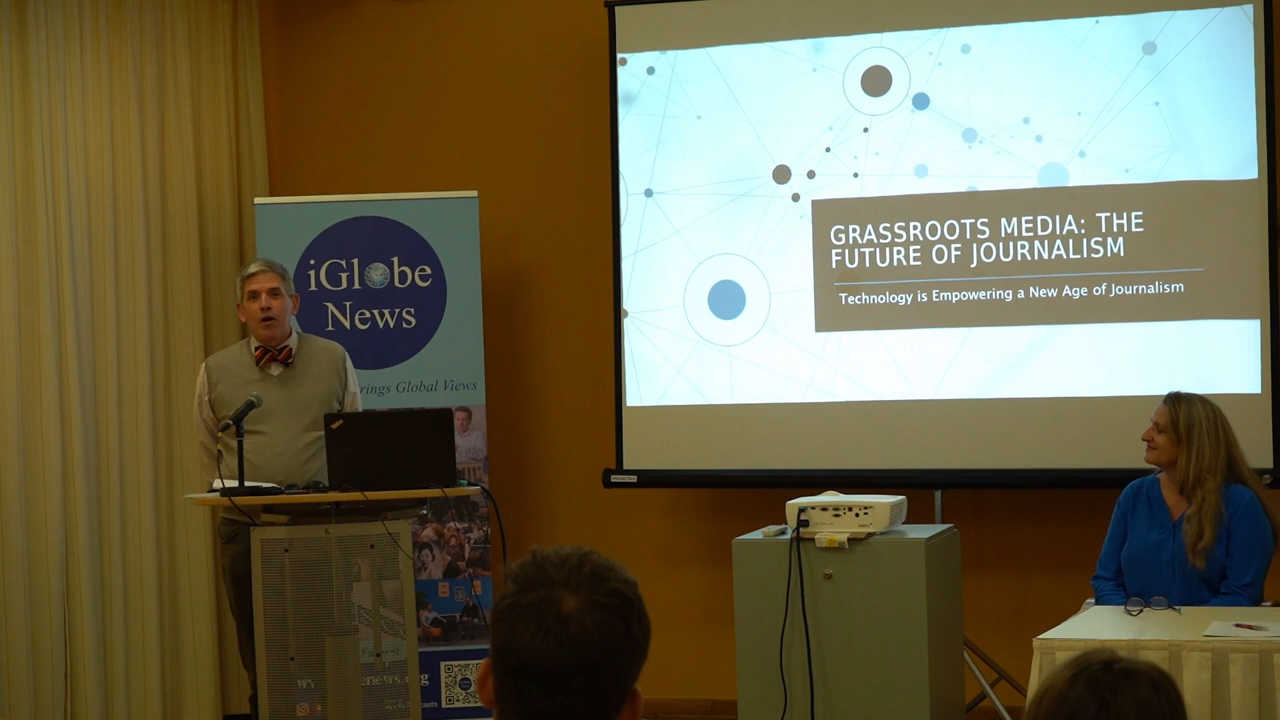 iGlobe
News
rings Global Views
GRASSROOTS MEDIA: THE
FUTURE OF JOURNALISM
Technology is Empowering a New Age of Journalism